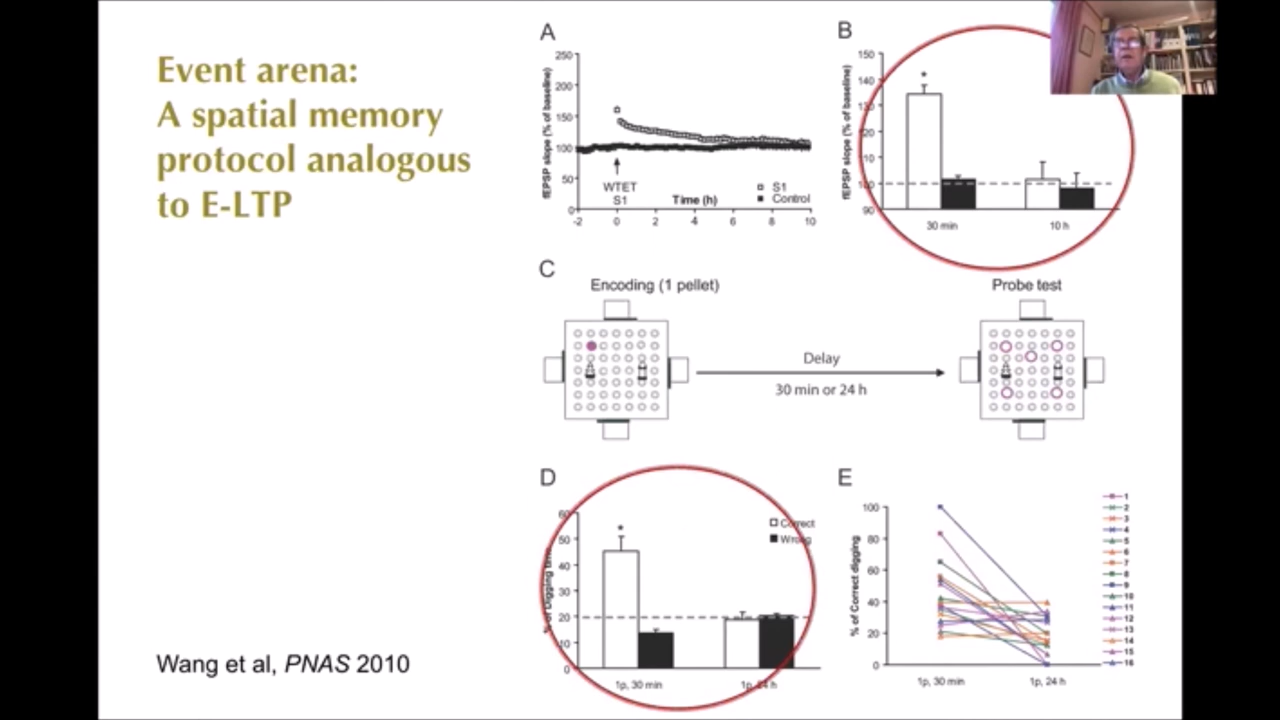 Event arena:
A spatial memory
protocol analogous
to E-LTP
Wang et al, PNAS 2010
A
fEPSP slope (% of baseline)
250
200
150
100
50
0
WTET
S1
Time (h)
S1
Control
-2 0 2 4 6 8 10
B
fEPSP slope (% of baseline)
150
140
130
120
110
100
90
*
30 min 10 h
C
Encoding (1 pellet)
Probe test
Delay
30 min or 24 h
D
% of Digging time
60
50
40
30
20
10
0
*
Correct
Wrong
1p, 30 min 1p, 24 h
E
% of Correct digging
100
80
60
40
20
0
1p, 30 min 1p, 24 h
1
2
3
4
5
6
7
8
9
10
11
12
13
14
15
16